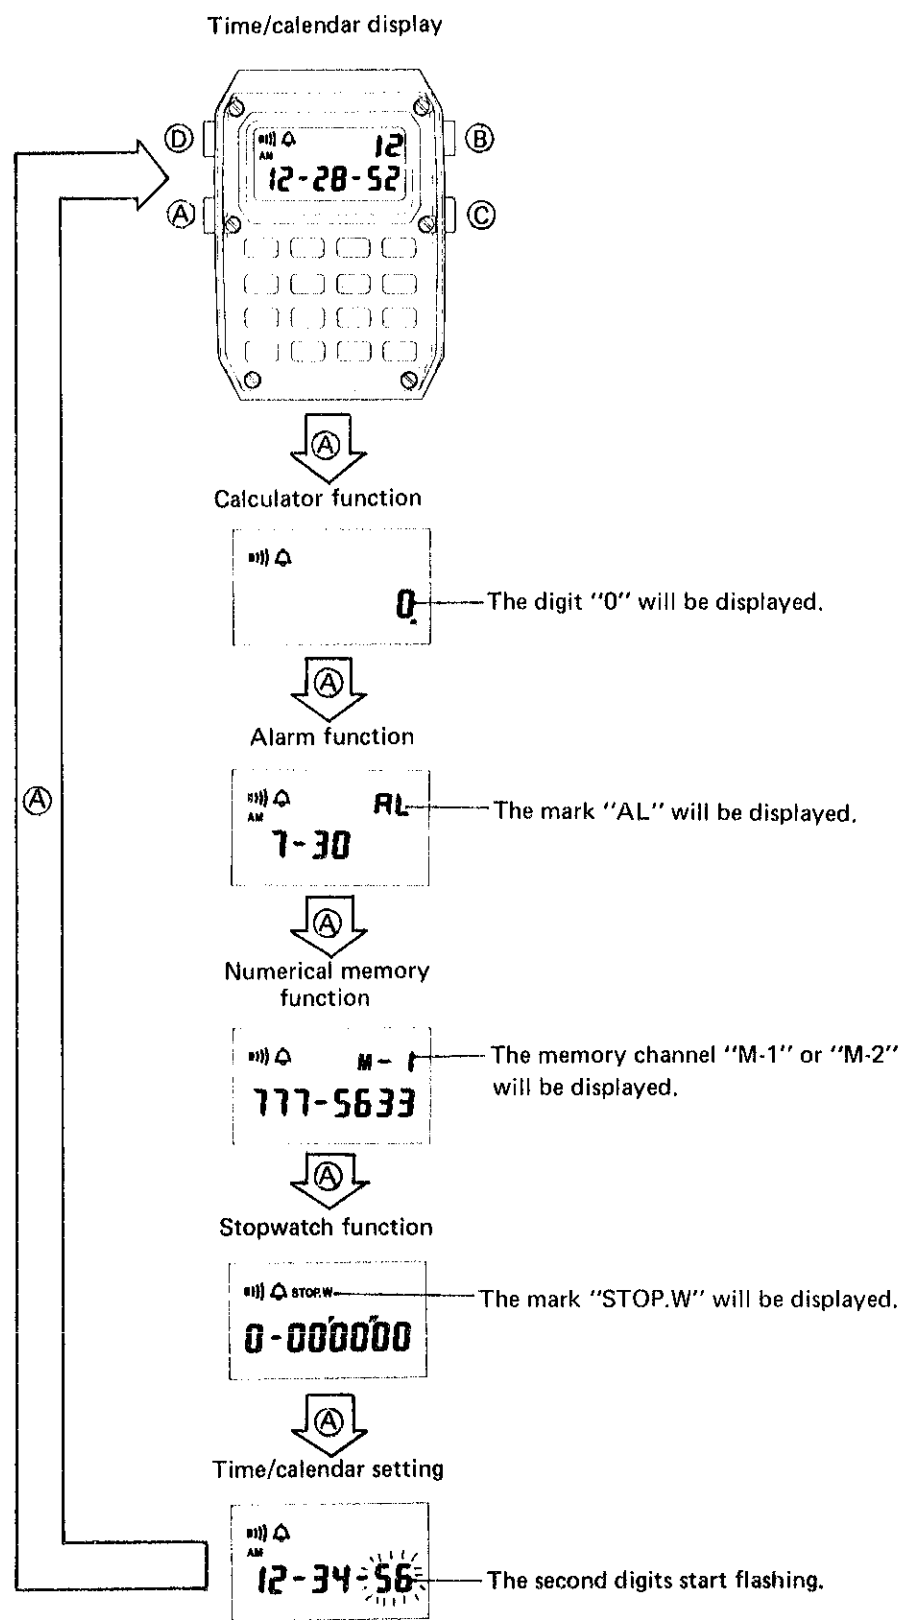 Time/calendar display
D
B
12
AM
12-28-52
A
C
A
Calculator function
0.
The digit "0" will be displayed.
A
Alarm function
AL
The mark "AL" will be displayed.
AM
7-30
A
A
Numerical memory
function
M-1
The memory channel "M-1" or "M-2"
will be displayed.
777-5633
A
Stopwatch function
STOP.W
The mark "STOP.W" will be displayed.
0-00'00"00
A
Time/calendar setting
AM
12-34-56
The second digits start flashing.